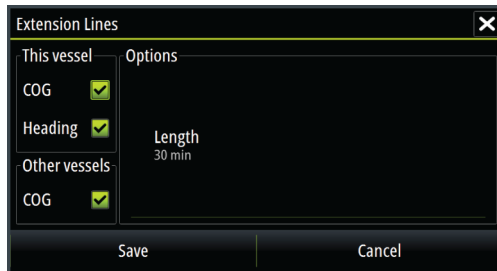 Extension Lines
This vessel
COG
Heading
Other vessels
COG
Options
Length
30 min
Save
Cancel